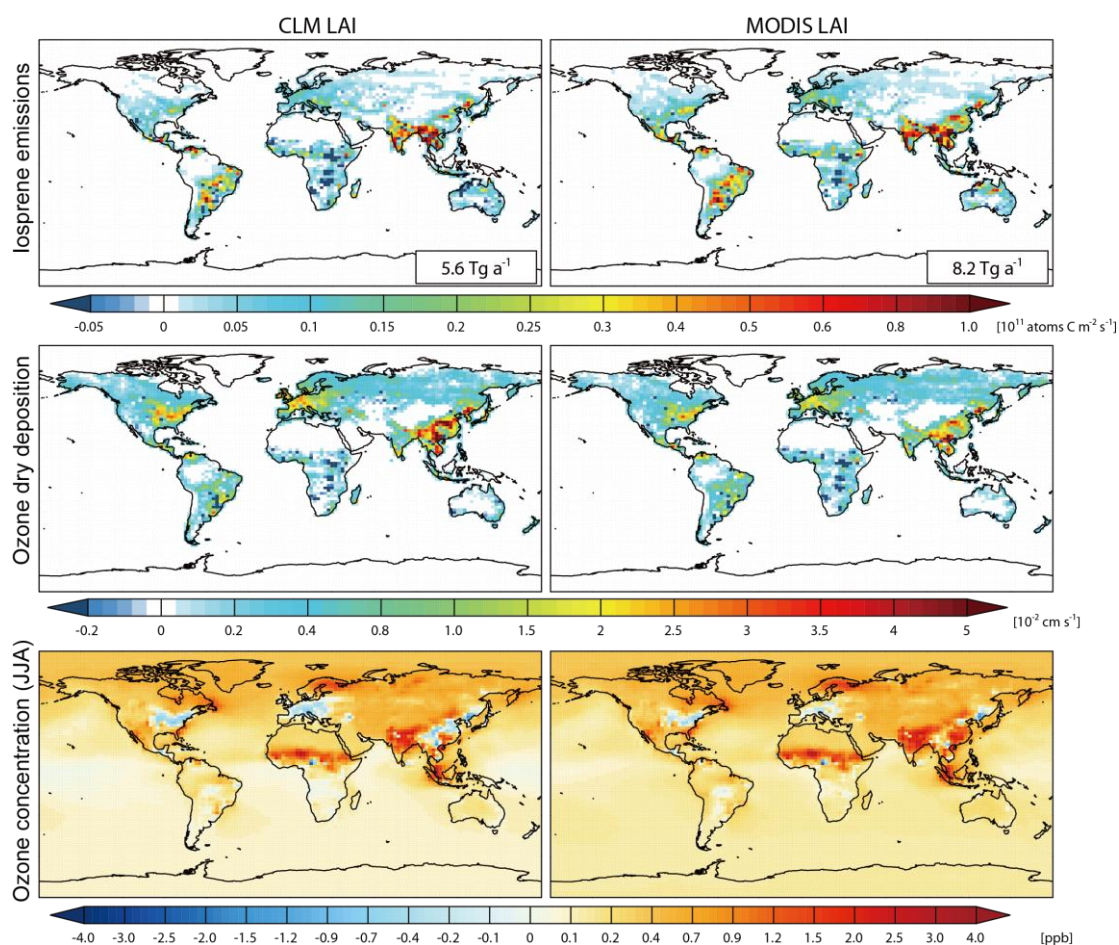 CLM LAI
MODIS LAI
Iosprene emissions
5.6 Tg a⁻¹
8.2 Tg a⁻¹
-0.05 0 0.05 0.1 0.15 0.2 0.25 0.3 0.4 0.5 0.6 0.8 1.0 [10¹¹ atoms C m⁻² s⁻¹]
Ozone dry deposition
-0.2 0 0.2 0.4 0.8 1.0 1.5 2 2.5 3 3.5 4 5 [10⁻² cm s⁻¹]
Ozone concentration (JJA)
-4.0 -3.0 -2.5 -2.0 -1.5 -1.2 -0.9 -0.7 -0.4 -0.1 0 0.1 0.2 0.4 0.7 0.9 1.2 1.5 2.0 2.5 3.0 4.0 [ppb]